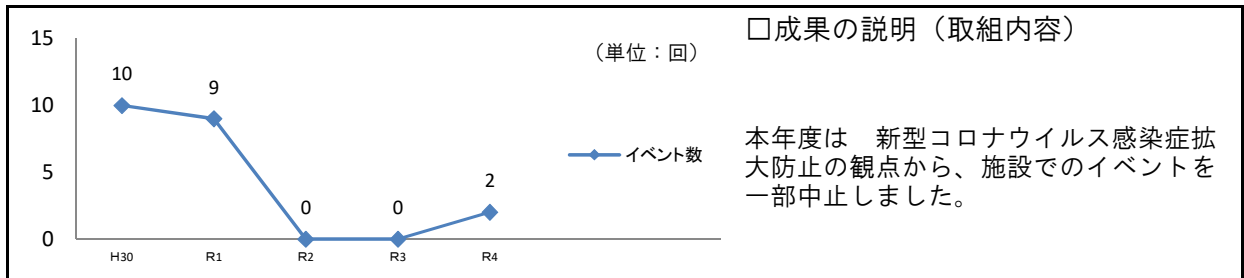 15
10
5
0
（単位：回）
10
9
0
0
2
イベント数
H30
R1
R2
R3
R4
□成果の説明（取組内容）
本年度は　新型コロナウイルス感染症拡
大防止の観点から、施設でのイベントを
一部中止しました。